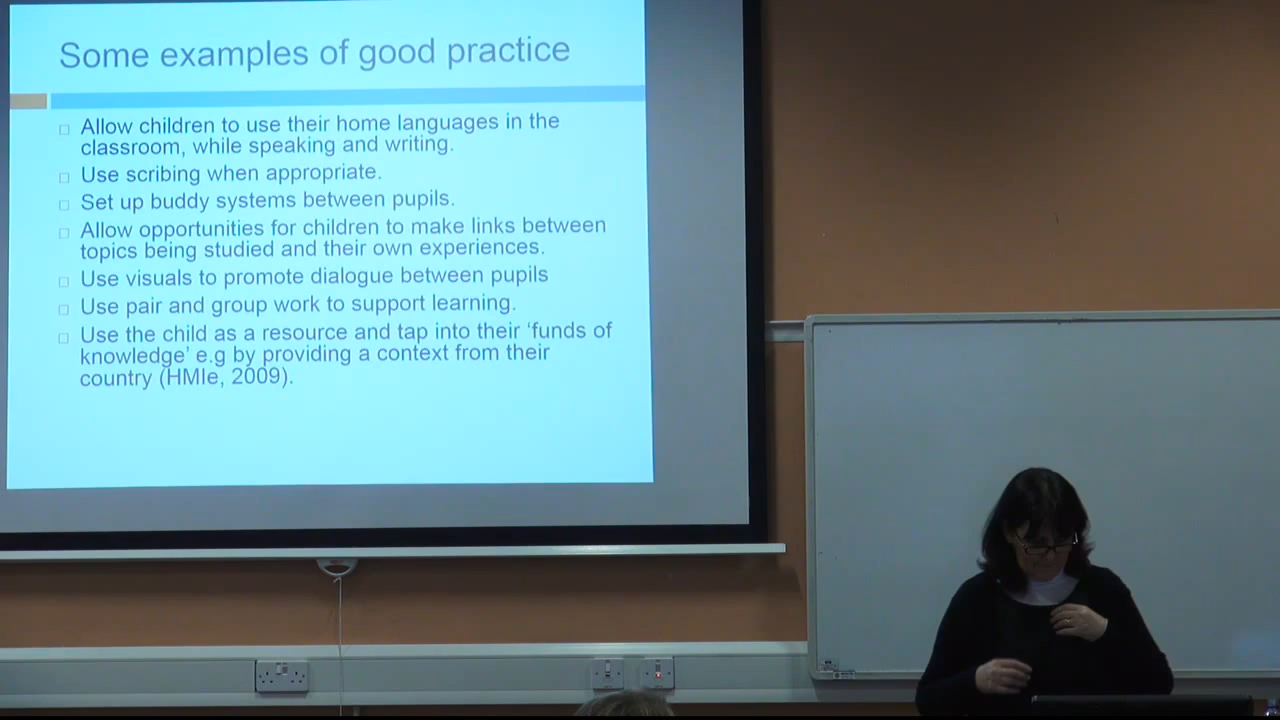 Some examples of good practice
Allow children to use their home languages in the
classroom, while speaking and writing.
Use scribing when appropriate.
Set up buddy systems between pupils.
Allow opportunities for children to make links between
topics being studied and their own experiences.
Use visuals to promote dialogue between pupils
Use pair and group work to support learning.
Use the child as a resource and tap into their ‘funds of
knowledge’ e.g by providing a context from their
country (HMIe, 2009).